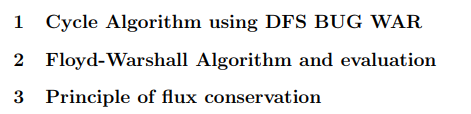 1 Cycle Algorithm using DFS BUG WAR
2 Floyd-Warshall Algorithm and evaluation
3 Principle of flux conservation